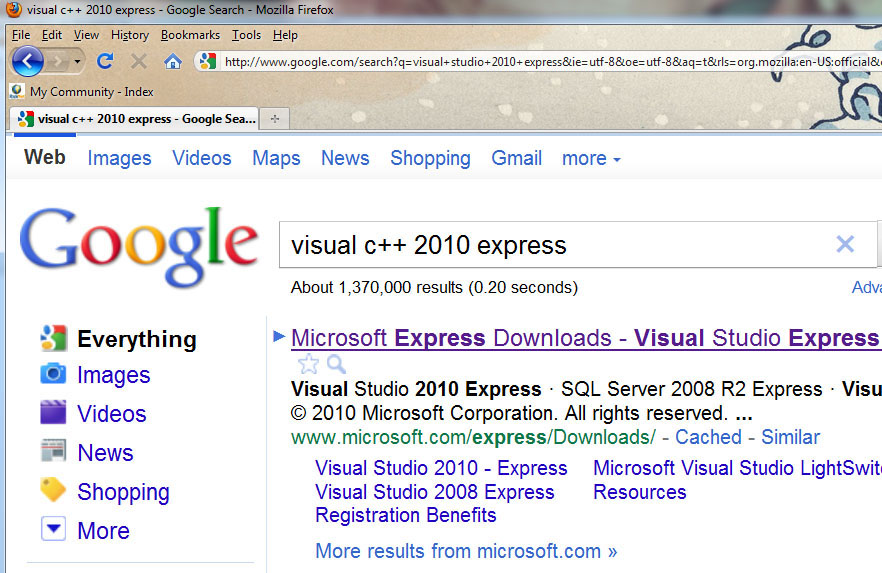 visual c++ 2010 express - Google Search - Mozilla Firefox
File Edit View History Bookmarks Tools Help
http://www.google.com/search?q=visual+studio+2010+express&ie=utf-8&oe=utf-8&aq=t&rls=org.mozilla:en-US:official&
My Community - Index
visual c++ 2010 express - Google Sea...
Web Images Videos Maps News Shopping Gmail more
Google
visual c++ 2010 express
About 1,370,000 results (0.20 seconds) Adva
Everything
Images
Videos
News
Shopping
More
Microsoft Express Downloads - Visual Studio Express
Visual Studio 2010 Express · SQL Server 2008 R2 Express · Visu
© 2010 Microsoft Corporation. All rights reserved. ...
www.microsoft.com/express/Downloads/ - Cached - Similar
Visual Studio 2010 - Express Microsoft Visual Studio LightSwit
Visual Studio 2008 Express Resources
Registration Benefits
More results from microsoft.com »